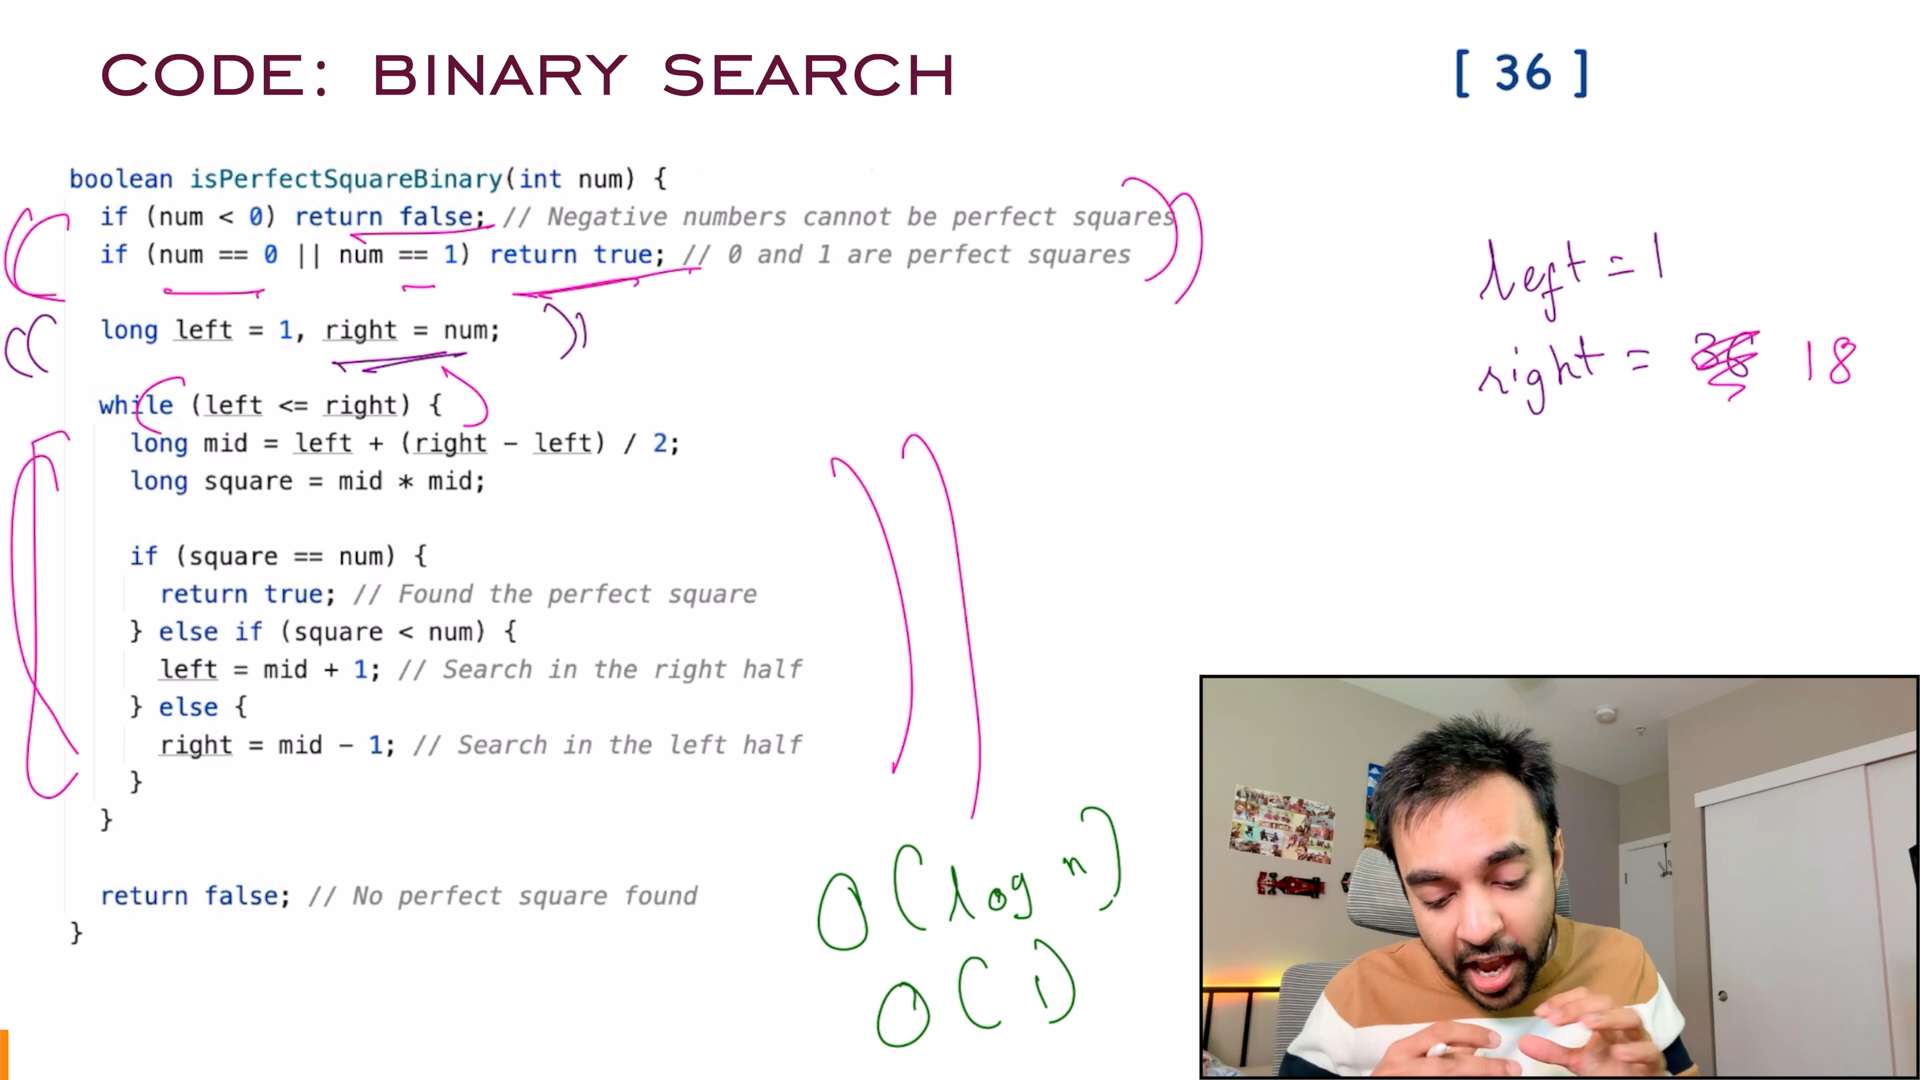 CODE: BINARY SEARCH
[ 36 ]
boolean isPerfectSquareBinary(int num) {
if (num < 0) return false; // Negative numbers cannot be perfect squares
if (num == 0 || num == 1) return true; // 0 and 1 are perfect squares
long left = 1, right = num;
while (left <= right) {
long mid = left + (right - left) / 2;
long square = mid * mid;
if (square == num) {
return true; // Found the perfect square
} else if (square < num) {
left = mid + 1; // Search in the right half
} else {
right = mid - 1; // Search in the left half
}
}
return false; // No perfect square found
}
left = 1
right = 36 18
O(log n)
O(1)